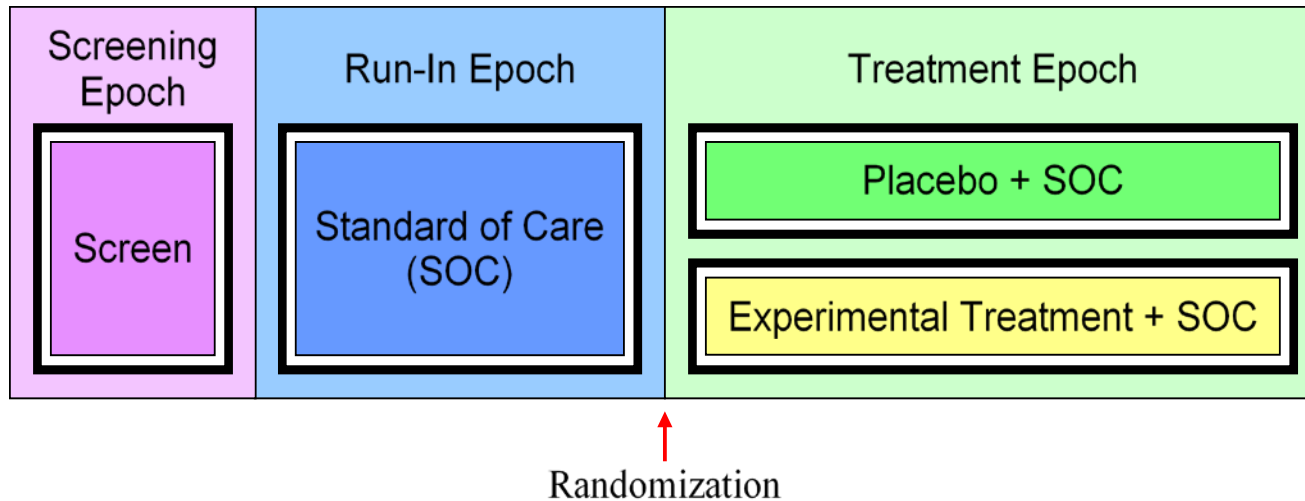 Screening
Epoch
Run-In Epoch
Treatment Epoch
Screen
Standard of Care
(SOC)
Placebo + SOC
Experimental Treatment + SOC
Randomization